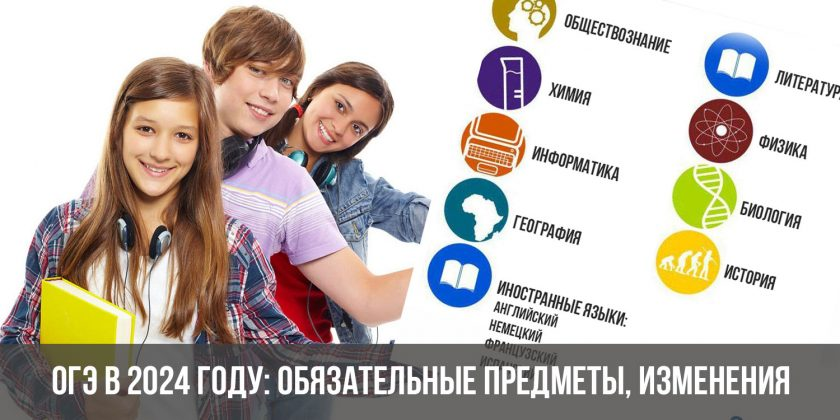 ОБЩЕСТВОЗНАНИЕ
ХИМИЯ
ИНФОРМАТИКА
ГЕОГРАФИЯ
ИНОСТРАННЫЕ ЯЗЫКИ:
АНГЛИЙСКИЙ
НЕМЕЦКИЙ
ФРАНЦУЗСКИЙ
ЛИТЕРАТУР
ФИЗИКА
БИОЛОГИЯ
ИСТОРИЯ
ОГЭ В 2024 ГОДУ: ОБЯЗАТЕЛЬНЫЕ ПРЕДМЕТЫ, ИЗМЕНЕНИЯ